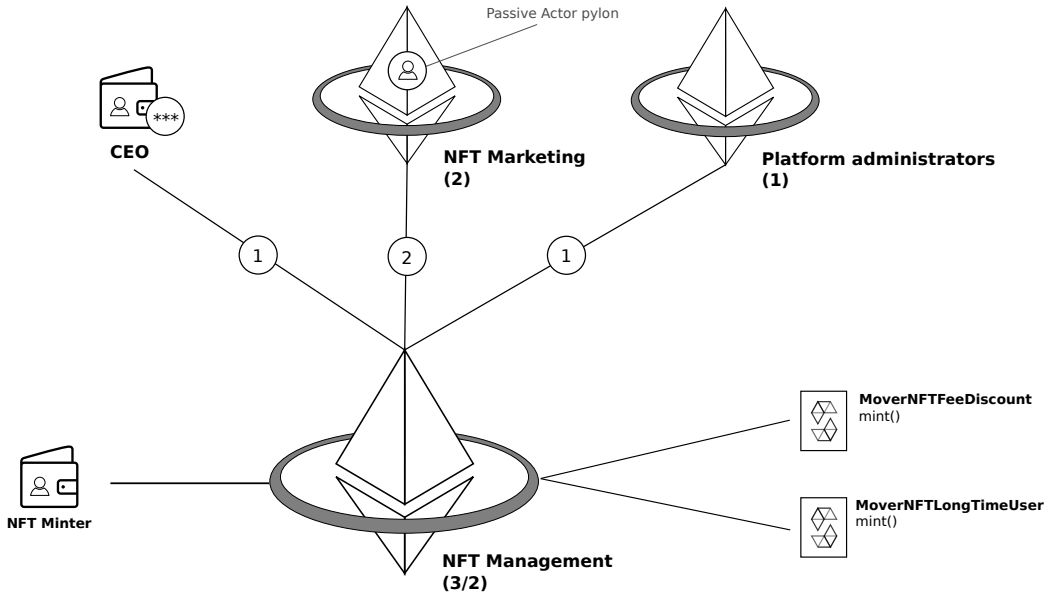 Passive Actor pylon
***
CEO
NFT Marketing
(2)
Platform administrators
(1)
1
2
1
MoverNFTFeeDiscount
mint()
NFT Minter
MoverNFTLongTimeUser
mint()
NFT Management
(3/2)